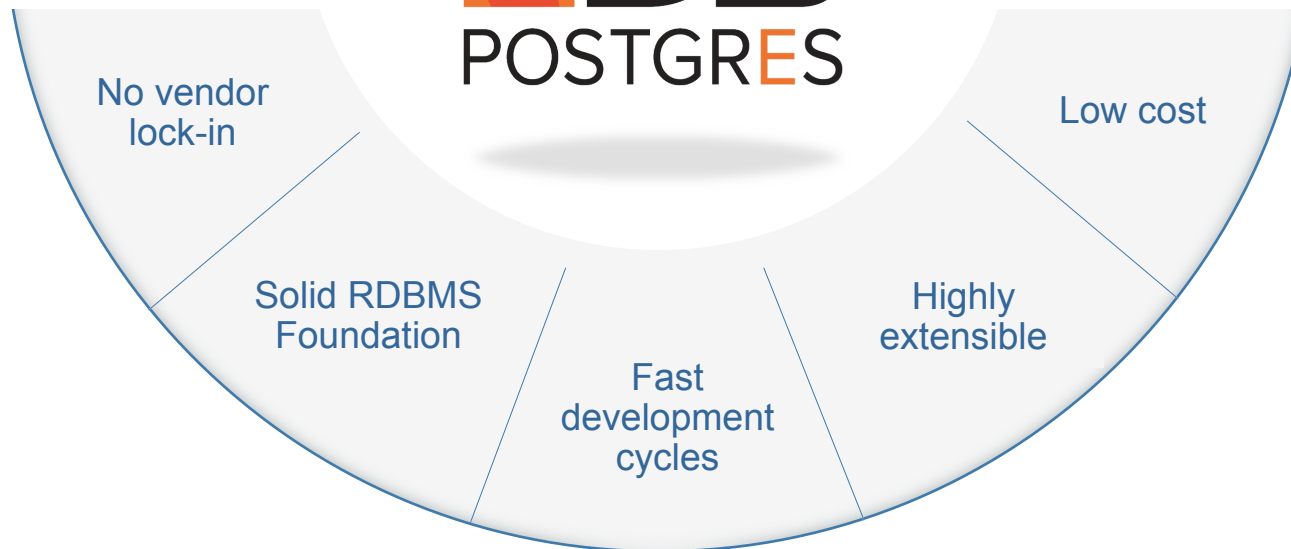 POSTGRES
No vendor
lock-in
Solid RDBMS
Foundation
Fast
development
cycles
Highly
extensible
Low cost